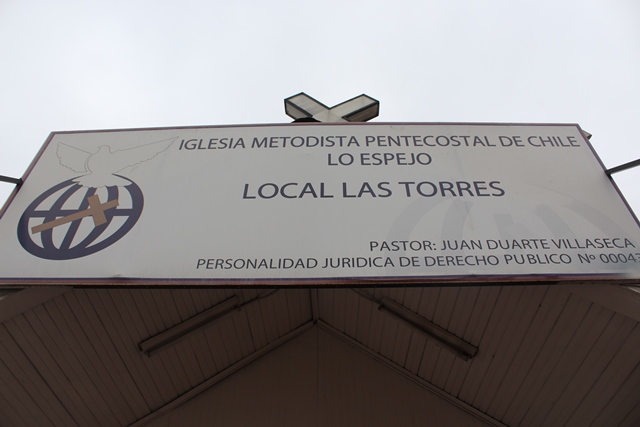 IGLESIA METODISTA PENTECOSTAL DE CHILE
LO ESPEJO
LOCAL LAS TORRES
PASTOR: JUAN DUARTE VILLASECA
PERSONALIDAD JURIDICA DE DERECHO PUBLICO Nº 00043